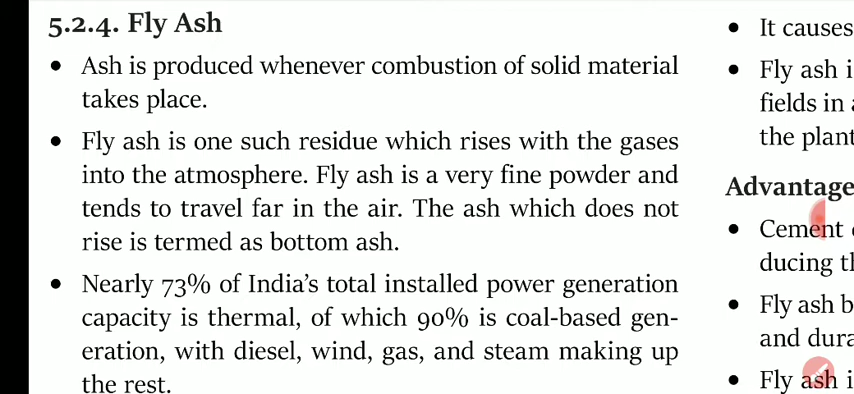 5.2.4. Fly Ash
• Ash is produced whenever combustion of solid material
takes place.
• Fly ash is one such residue which rises with the gases
into the atmosphere. Fly ash is a very fine powder and
tends to travel far in the air. The ash which does not
rise is termed as bottom ash.
• Nearly 73% of India's total installed power generation
capacity is thermal, of which 90% is coal-based gen-
eration, with diesel, wind, gas, and steam making up
the rest.
• It causes
• Fly ash i
fields in
the plant
Advantage
• Cement
ducing t
• Fly ash b
and dura
• Fly ash i